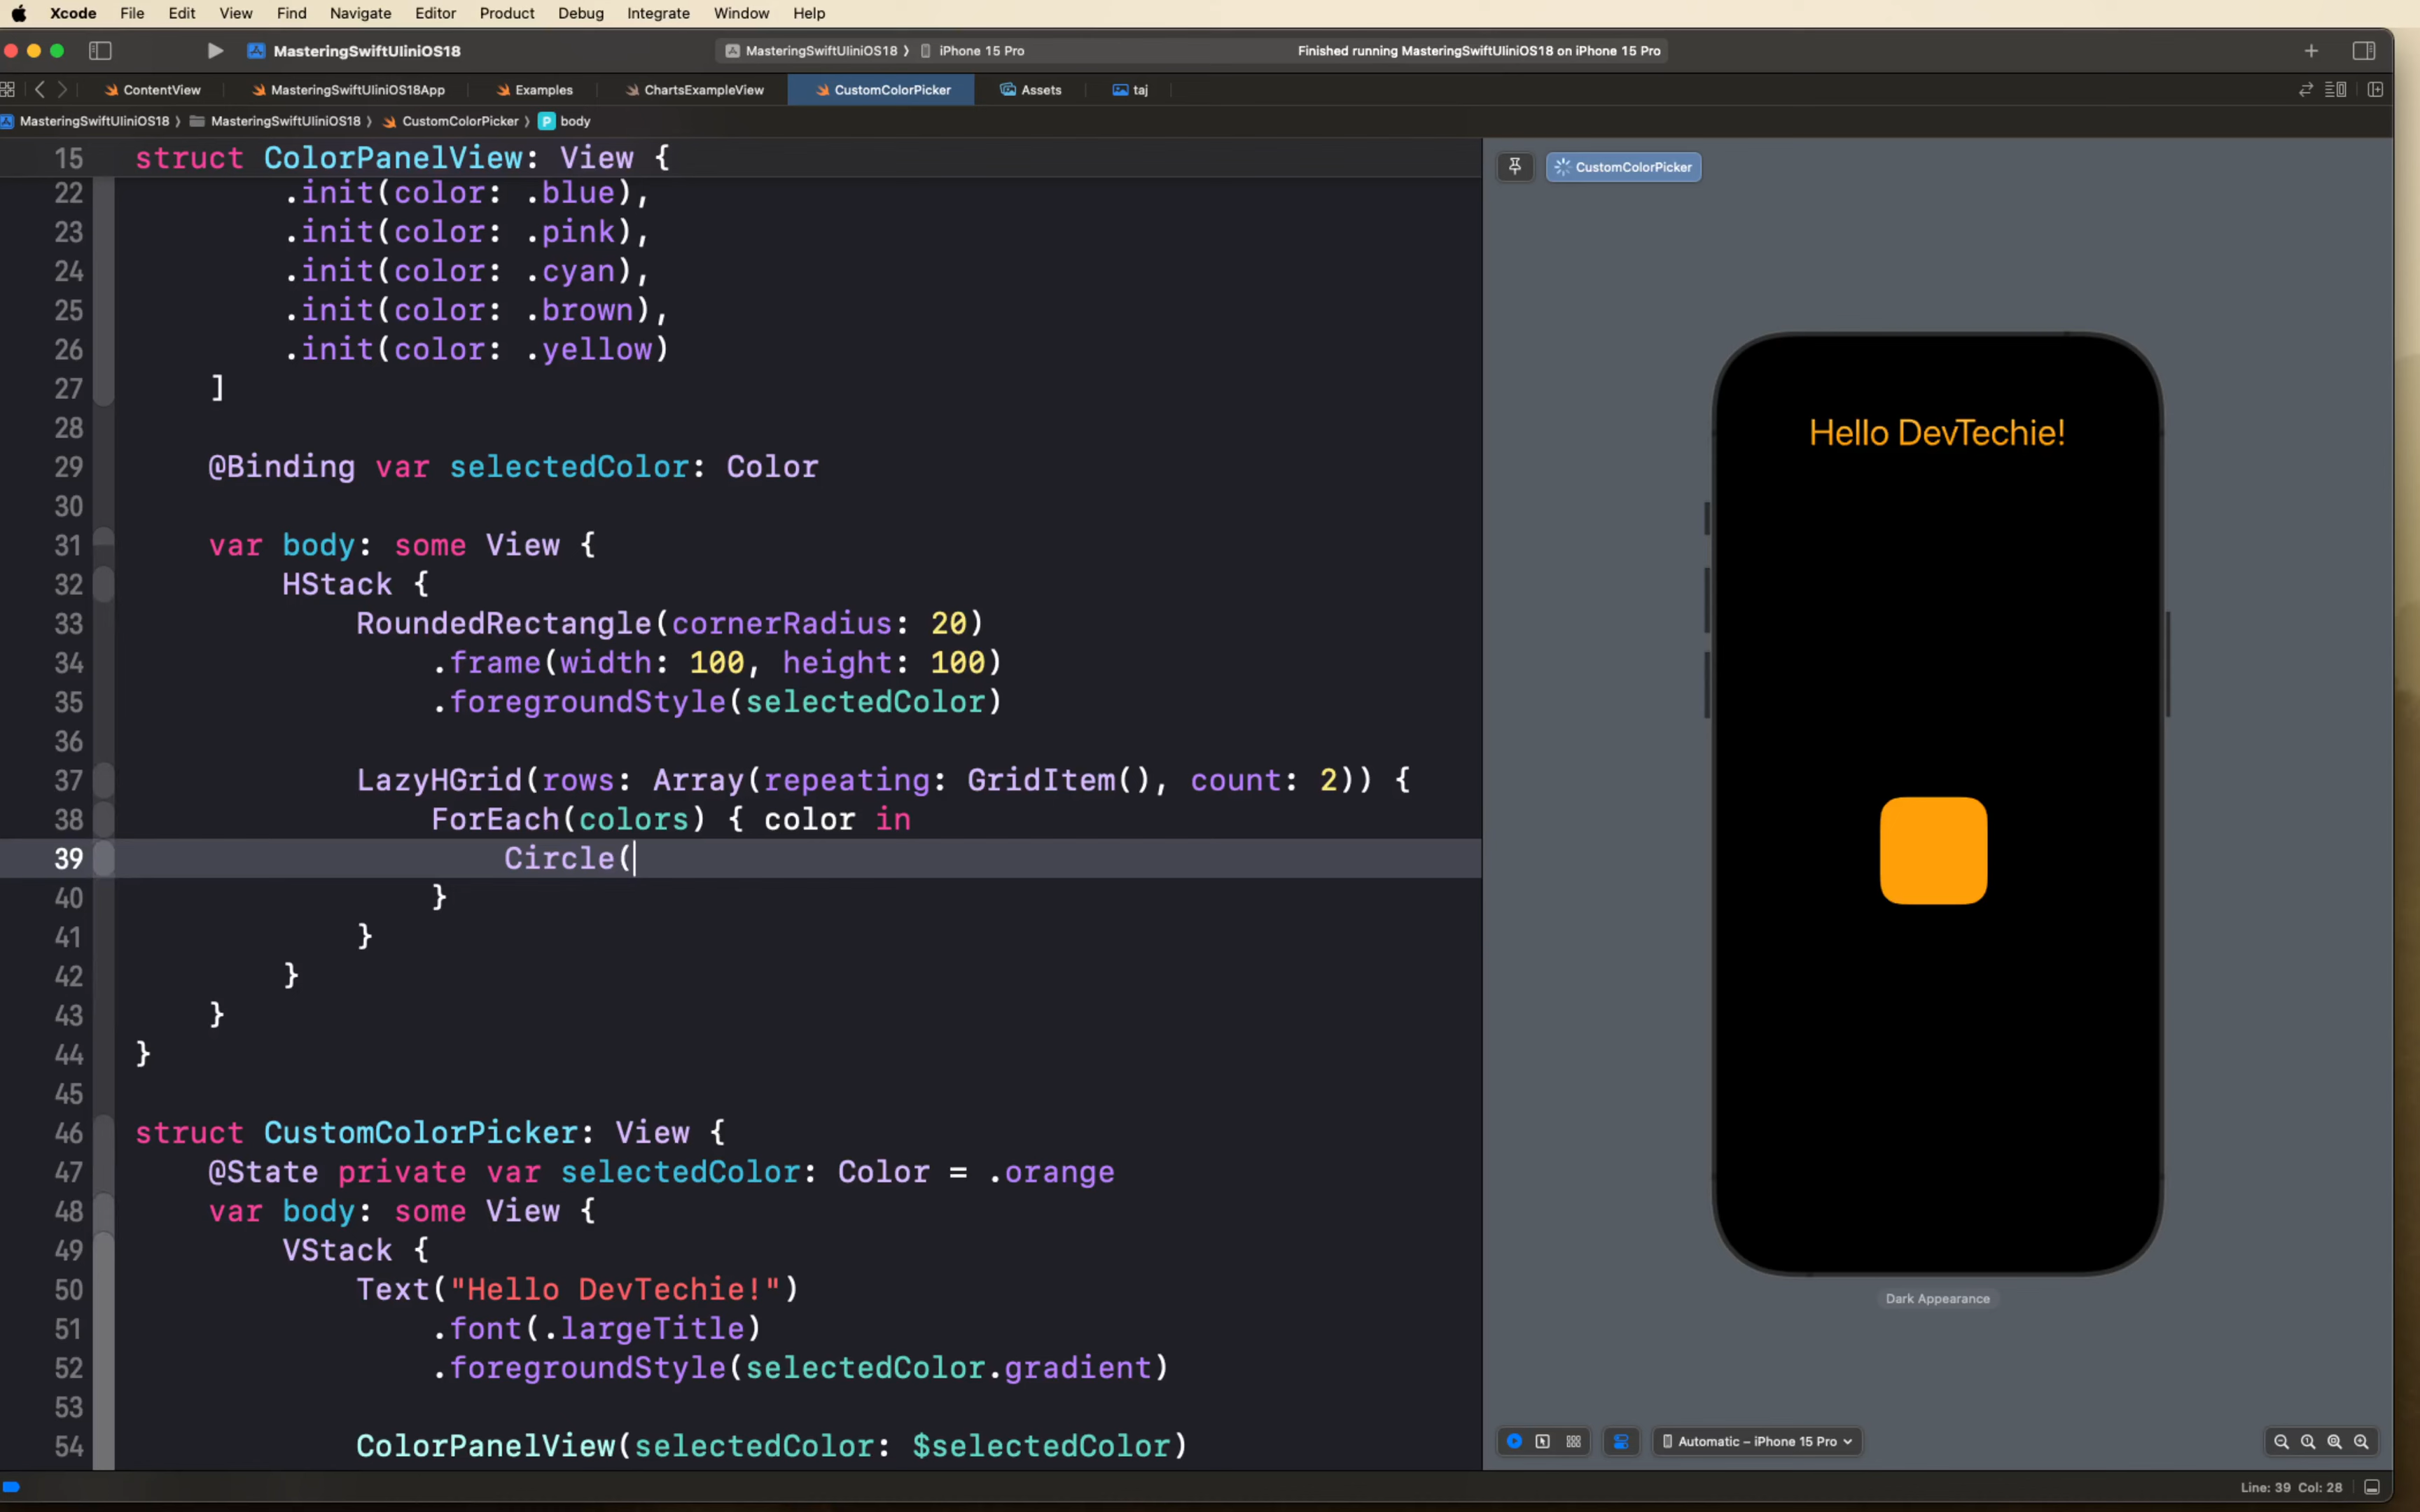 Xcode File Edit View Find Navigate Editor Product Debug Integrate Window Help
MasteringSwiftUIiniOS18 MasteringSwiftUIiniOS18 ❭ iPhone 15 Pro Finished running MasteringSwiftUIiniOS18 on iPhone 15 Pro
ContentView MasteringSwiftUIiniOS18App Examples ChartsExampleView CustomColorPicker Assets taj
MasteringSwiftUIiniOS18 ❭ MasteringSwiftUIiniOS18 ❭ CustomColorPicker ❭ P body
15 struct ColorPanelView: View {
22 .init(color: .blue),
23 .init(color: .pink),
24 .init(color: .cyan),
25 .init(color: .brown),
26 .init(color: .yellow)
27 ]
28
29 @Binding var selectedColor: Color
30
31 var body: some View {
32 HStack {
33 RoundedRectangle(cornerRadius: 20)
34 .frame(width: 100, height: 100)
35 .foregroundStyle(selectedColor)
36
37 LazyHGrid(rows: Array(repeating: GridItem(), count: 2)) {
38 ForEach(colors) { color in
39 Circle(
40 }
41 }
42 }
43 }
44 }
45
46 struct CustomColorPicker: View {
47 @State private var selectedColor: Color = .orange
48 var body: some View {
49 VStack {
50 Text("Hello DevTechie!")
51 .font(.largeTitle)
52 .foregroundStyle(selectedColor.gradient)
53
54 ColorPanelView(selectedColor: $selectedColor)
CustomColorPicker
Hello DevTechie!
Dark Appearance
Automatic – iPhone 15 Pro
Line: 39 Col: 28